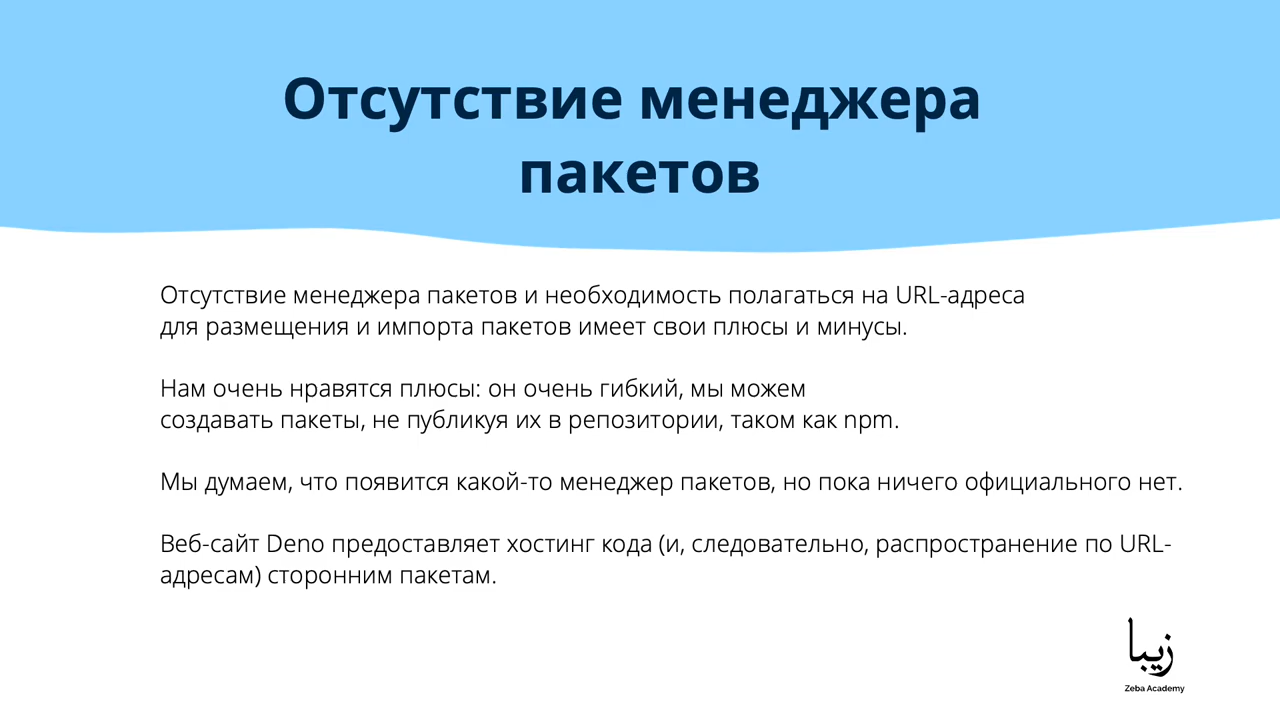 Отсутствие менеджера
пакетов
Отсутствие менеджера пакетов и необходимость полагаться на URL-адреса
для размещения и импорта пакетов имеет свои плюсы и минусы.
Нам очень нравятся плюсы: он очень гибкий, мы можем
создавать пакеты, не публикуя их в репозитории, таком как npm.
Мы думаем, что появится какой-то менеджер пакетов, но пока ничего официального нет.
Веб-сайт Deno предоставляет хостинг кода (и, следовательно, распространение по URL-
адресам) сторонним пакетам.
زیبا
Zeba Academy